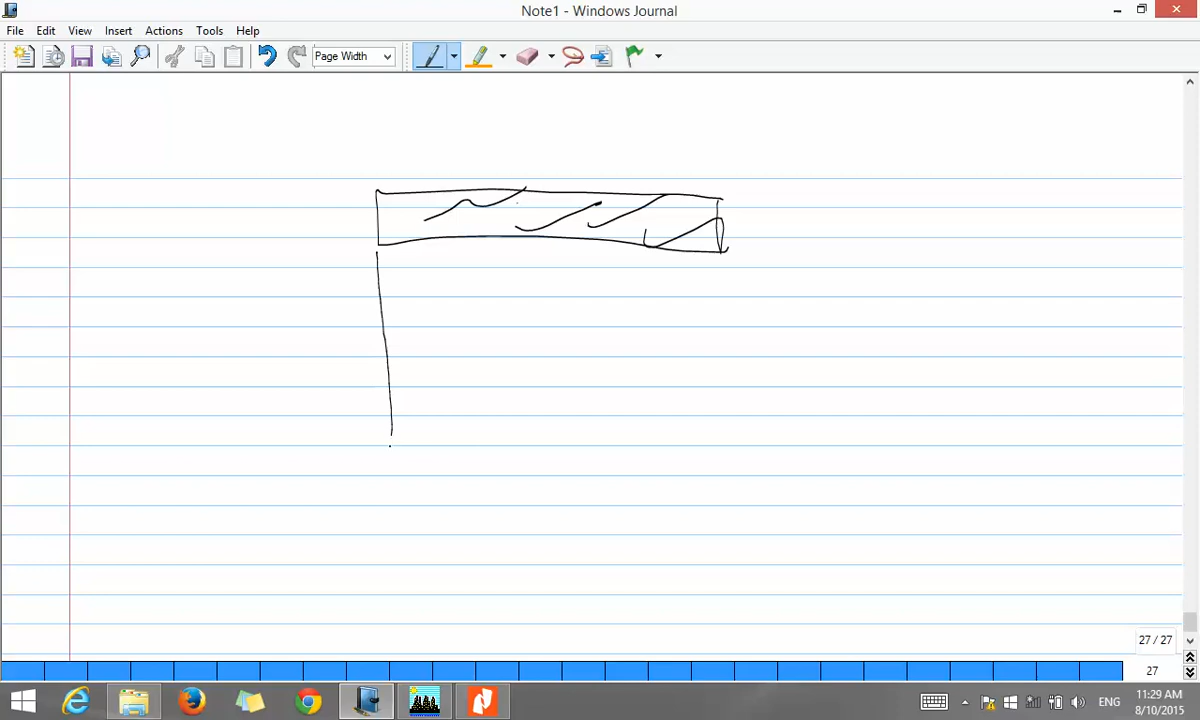 Note1 - Windows Journal
File Edit View Insert Actions Tools Help
Page Width
27 / 27
27
ENG
11:29 AM
8/10/2015